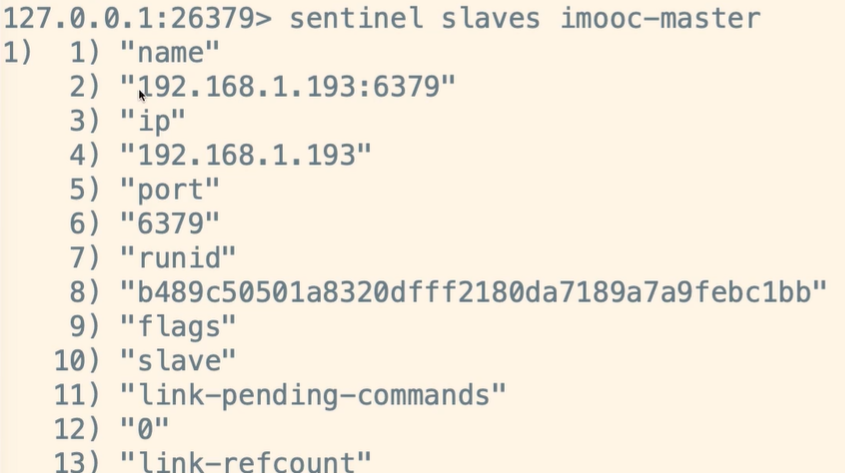 127.0.0.1:26379> sentinel slaves imooc-master
1)  1) "name"
    2) "192.168.1.193:6379"
    3) "ip"
    4) "192.168.1.193"
    5) "port"
    6) "6379"
    7) "runid"
    8) "b489c50501a8320dfff2180da7189a7a9febc1bb"
    9) "flags"
   10) "slave"
   11) "link-pending-commands"
   12) "0"
   13) "link-refcount"